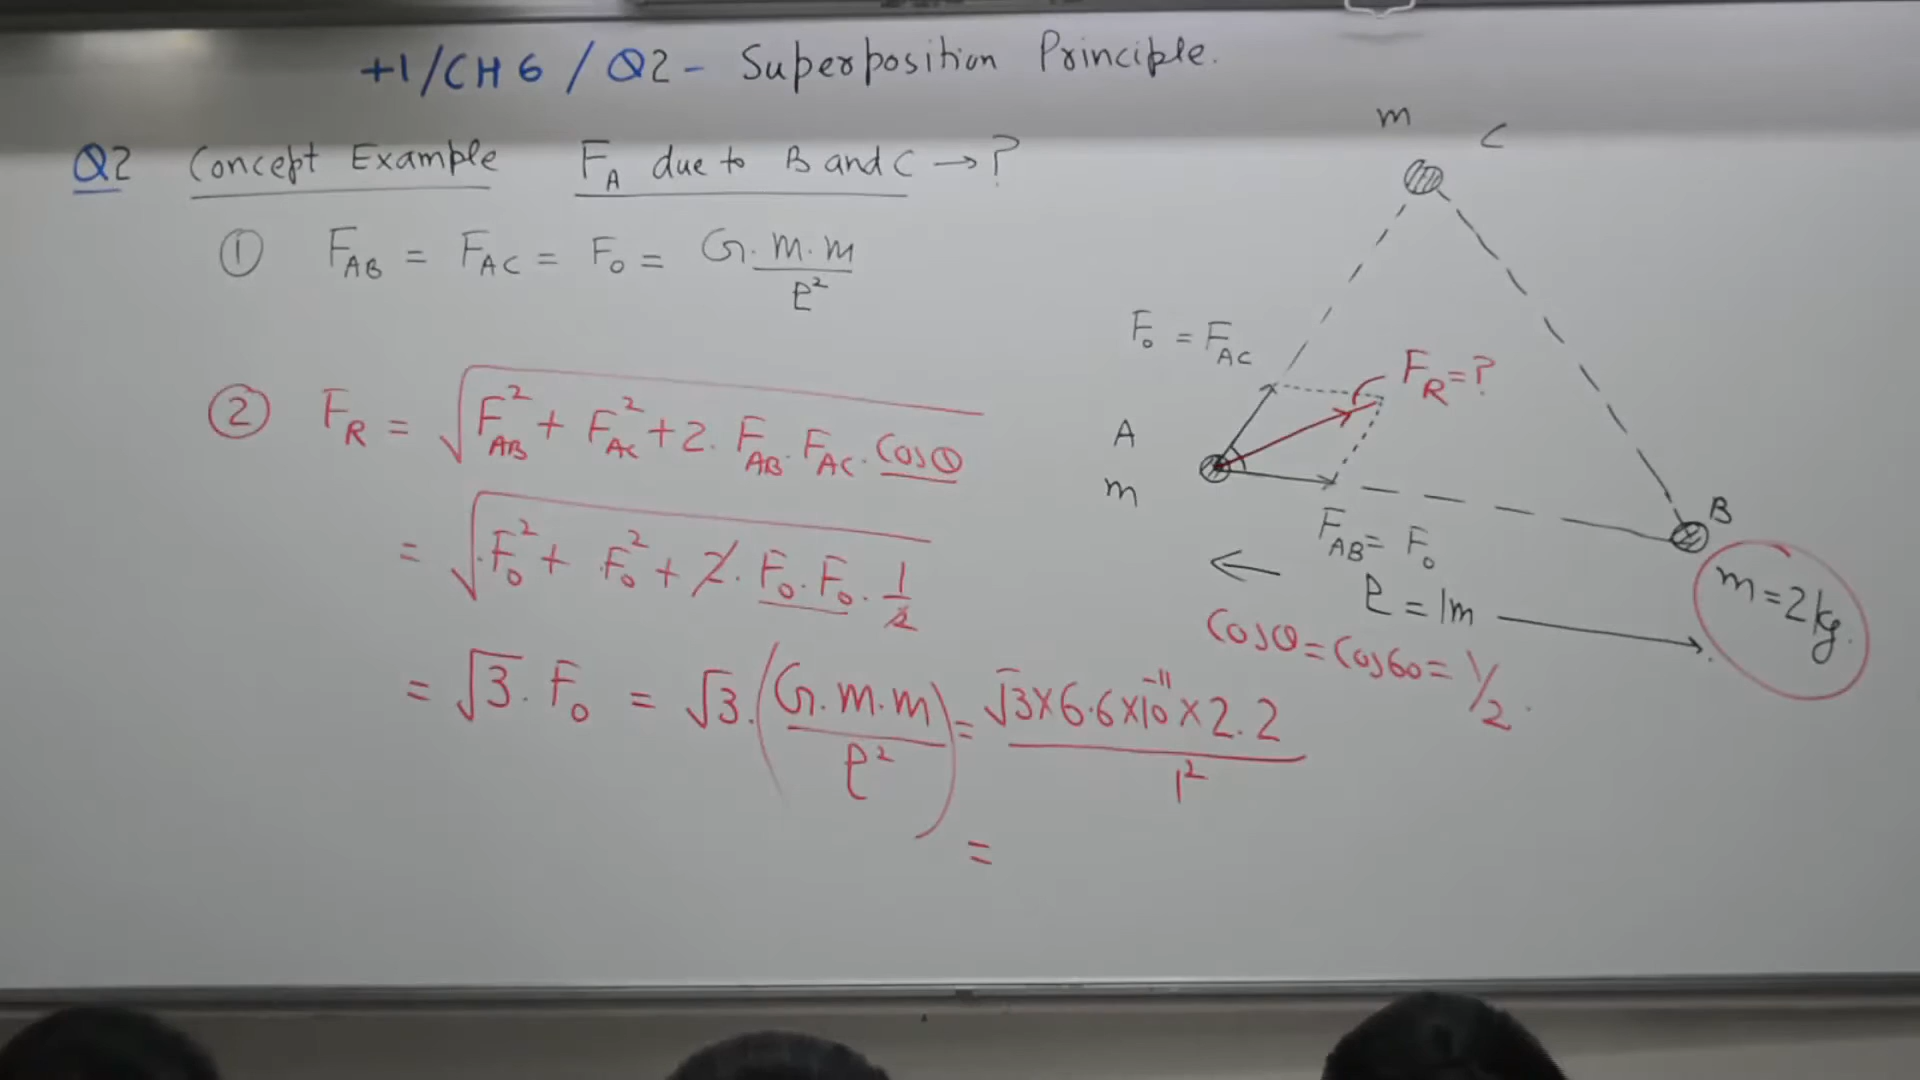 +1/CH6/Q2 - Superposition Principle.
Q2 Concept Example F_A due to B and C → ?
① F_AB = F_AC = F_0 = G.m.m / l²
② F_R = √(F_AB² + F_AC² + 2. F_AB. F_AC. Cosθ)
= √(F_0² + F_0² + 2. F_0. F_0. 1/2)
= √3. F_0 = √3. (G.m.m / l²) = √3×6.6×10⁻¹¹×2.2 / 1²
=
m C
F_0 = F_AC
F_R = ?
A
m
B
F_AB = F_0
l = 1m
m = 2kg.
Cosθ = Cos60 = 1/2.